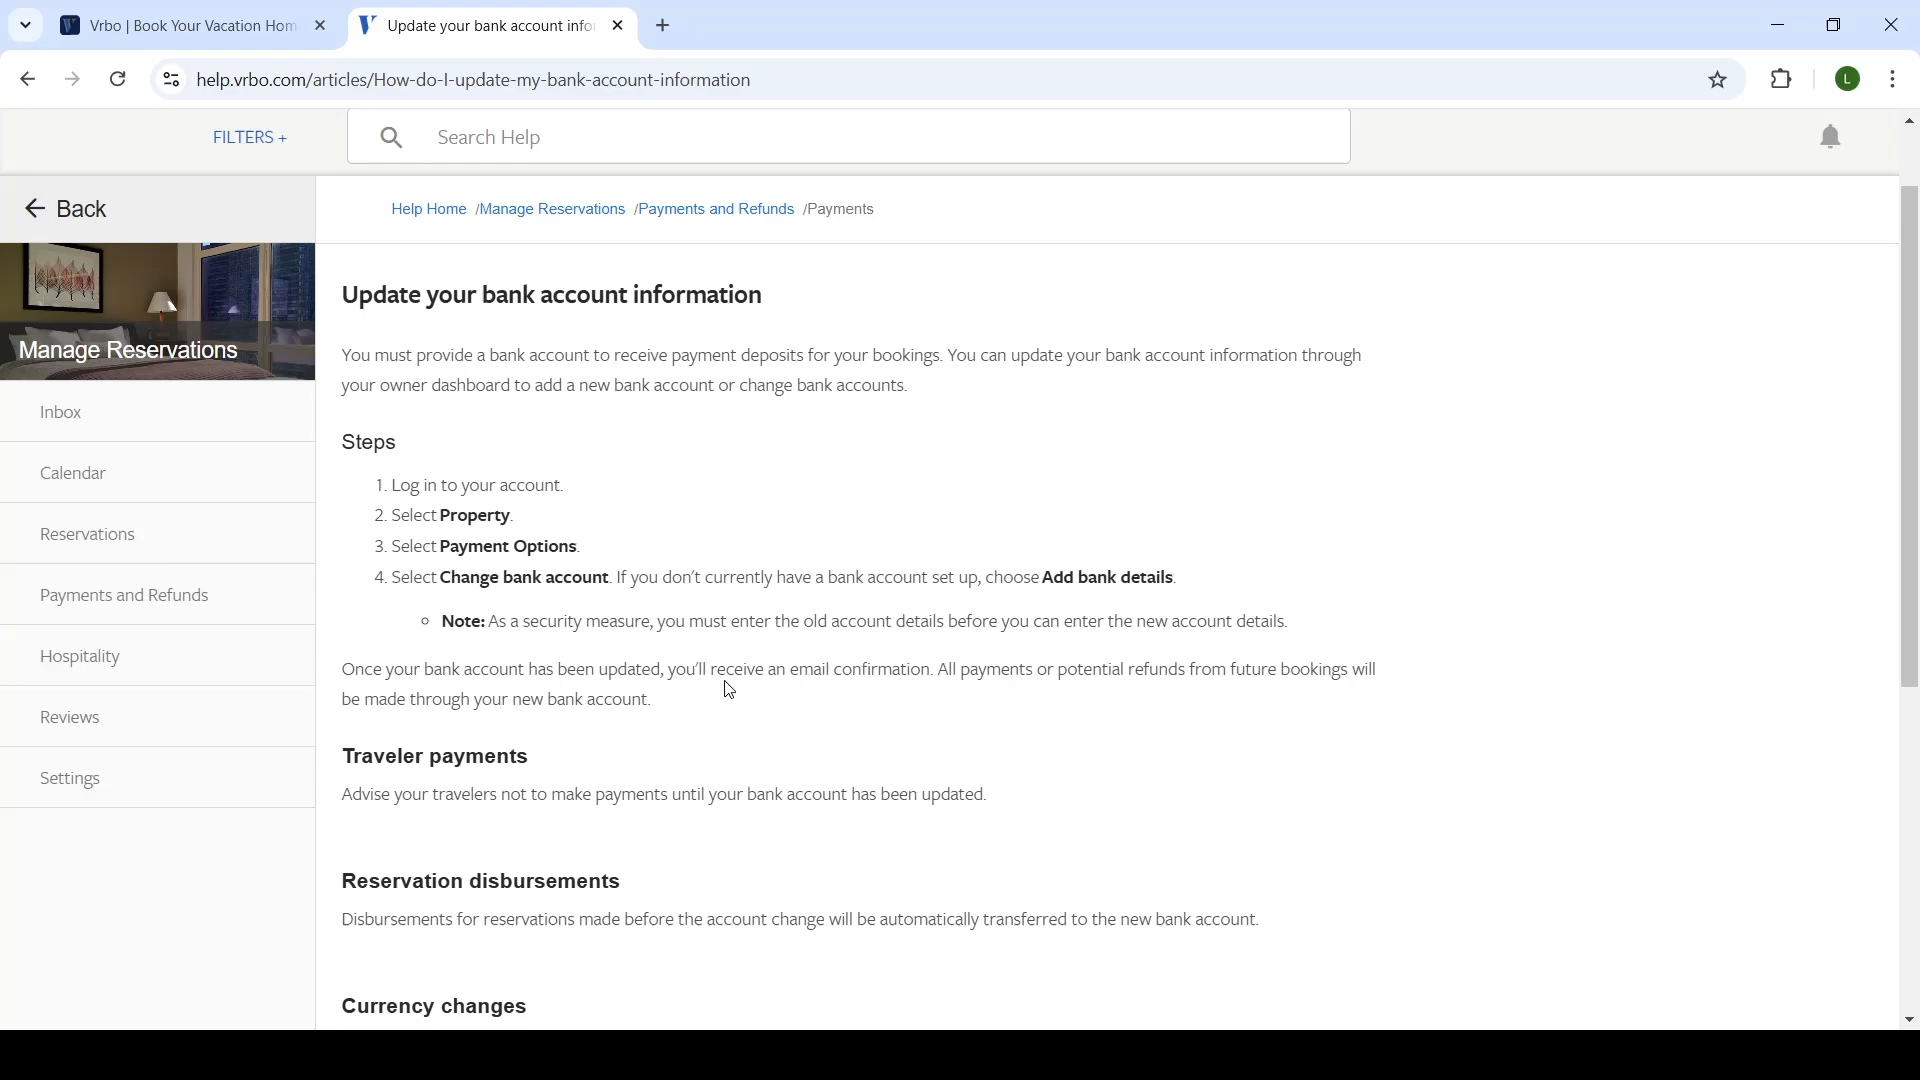 Vrbo | Book Your Vacation Hom
Update your bank account info
help.vrbo.com/articles/How-do-I-update-my-bank-account-information
L
FILTERS +
Search Help
Back
Help Home /Manage Reservations /Payments and Refunds /Payments
Manage Reservations
Inbox
Calendar
Reservations
Payments and Refunds
Hospitality
Reviews
Settings
Update your bank account information
You must provide a bank account to receive payment deposits for your bookings. You can update your bank account information through
your owner dashboard to add a new bank account or change bank accounts.
Steps
1. Log in to your account.
2. Select Property.
3. Select Payment Options.
4. Select Change bank account. If you don't currently have a bank account set up, choose Add bank details.
Note: As a security measure, you must enter the old account details before you can enter the new account details.
Once your bank account has been updated, you'll receive an email confirmation. All payments or potential refunds from future bookings will
be made through your new bank account.
Traveler payments
Advise your travelers not to make payments until your bank account has been updated.
Reservation disbursements
Disbursements for reservations made before the account change will be automatically transferred to the new bank account.
Currency changes